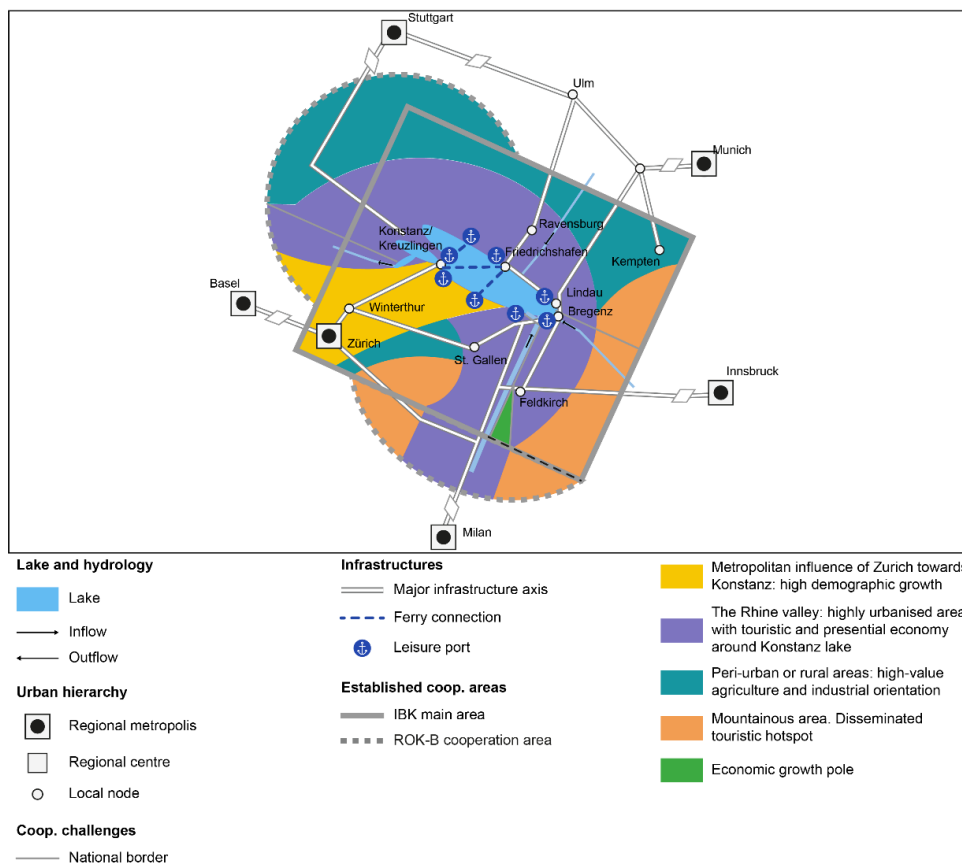 Stuttgart
Ulm
Munich
Ravensburg
Konstanz/
Kreuzlingen
Friedrichshafen
Kempten
Basel
Lindau
Winterthur
Bregenz
Zürich
St. Gallen
Innsbruck
Feldkirch
Milan
Lake and hydrology
Lake
Inflow
Outflow
Urban hierarchy
Regional metropolis
Regional centre
Local node
Coop. challenges
National border
Infrastructures
Major infrastructure axis
Ferry connection
Leisure port
Established coop. areas
IBK main area
ROK-B cooperation area
Metropolitan influence of Zurich towards
Konstanz: high demographic growth
The Rhine valley: highly urbanised area
with touristic and presential economy
around Konstanz lake
Peri-urban or rural areas: high-value
agriculture and industrial orientation
Mountainous area. Disseminated
touristic hotspot
Economic growth pole